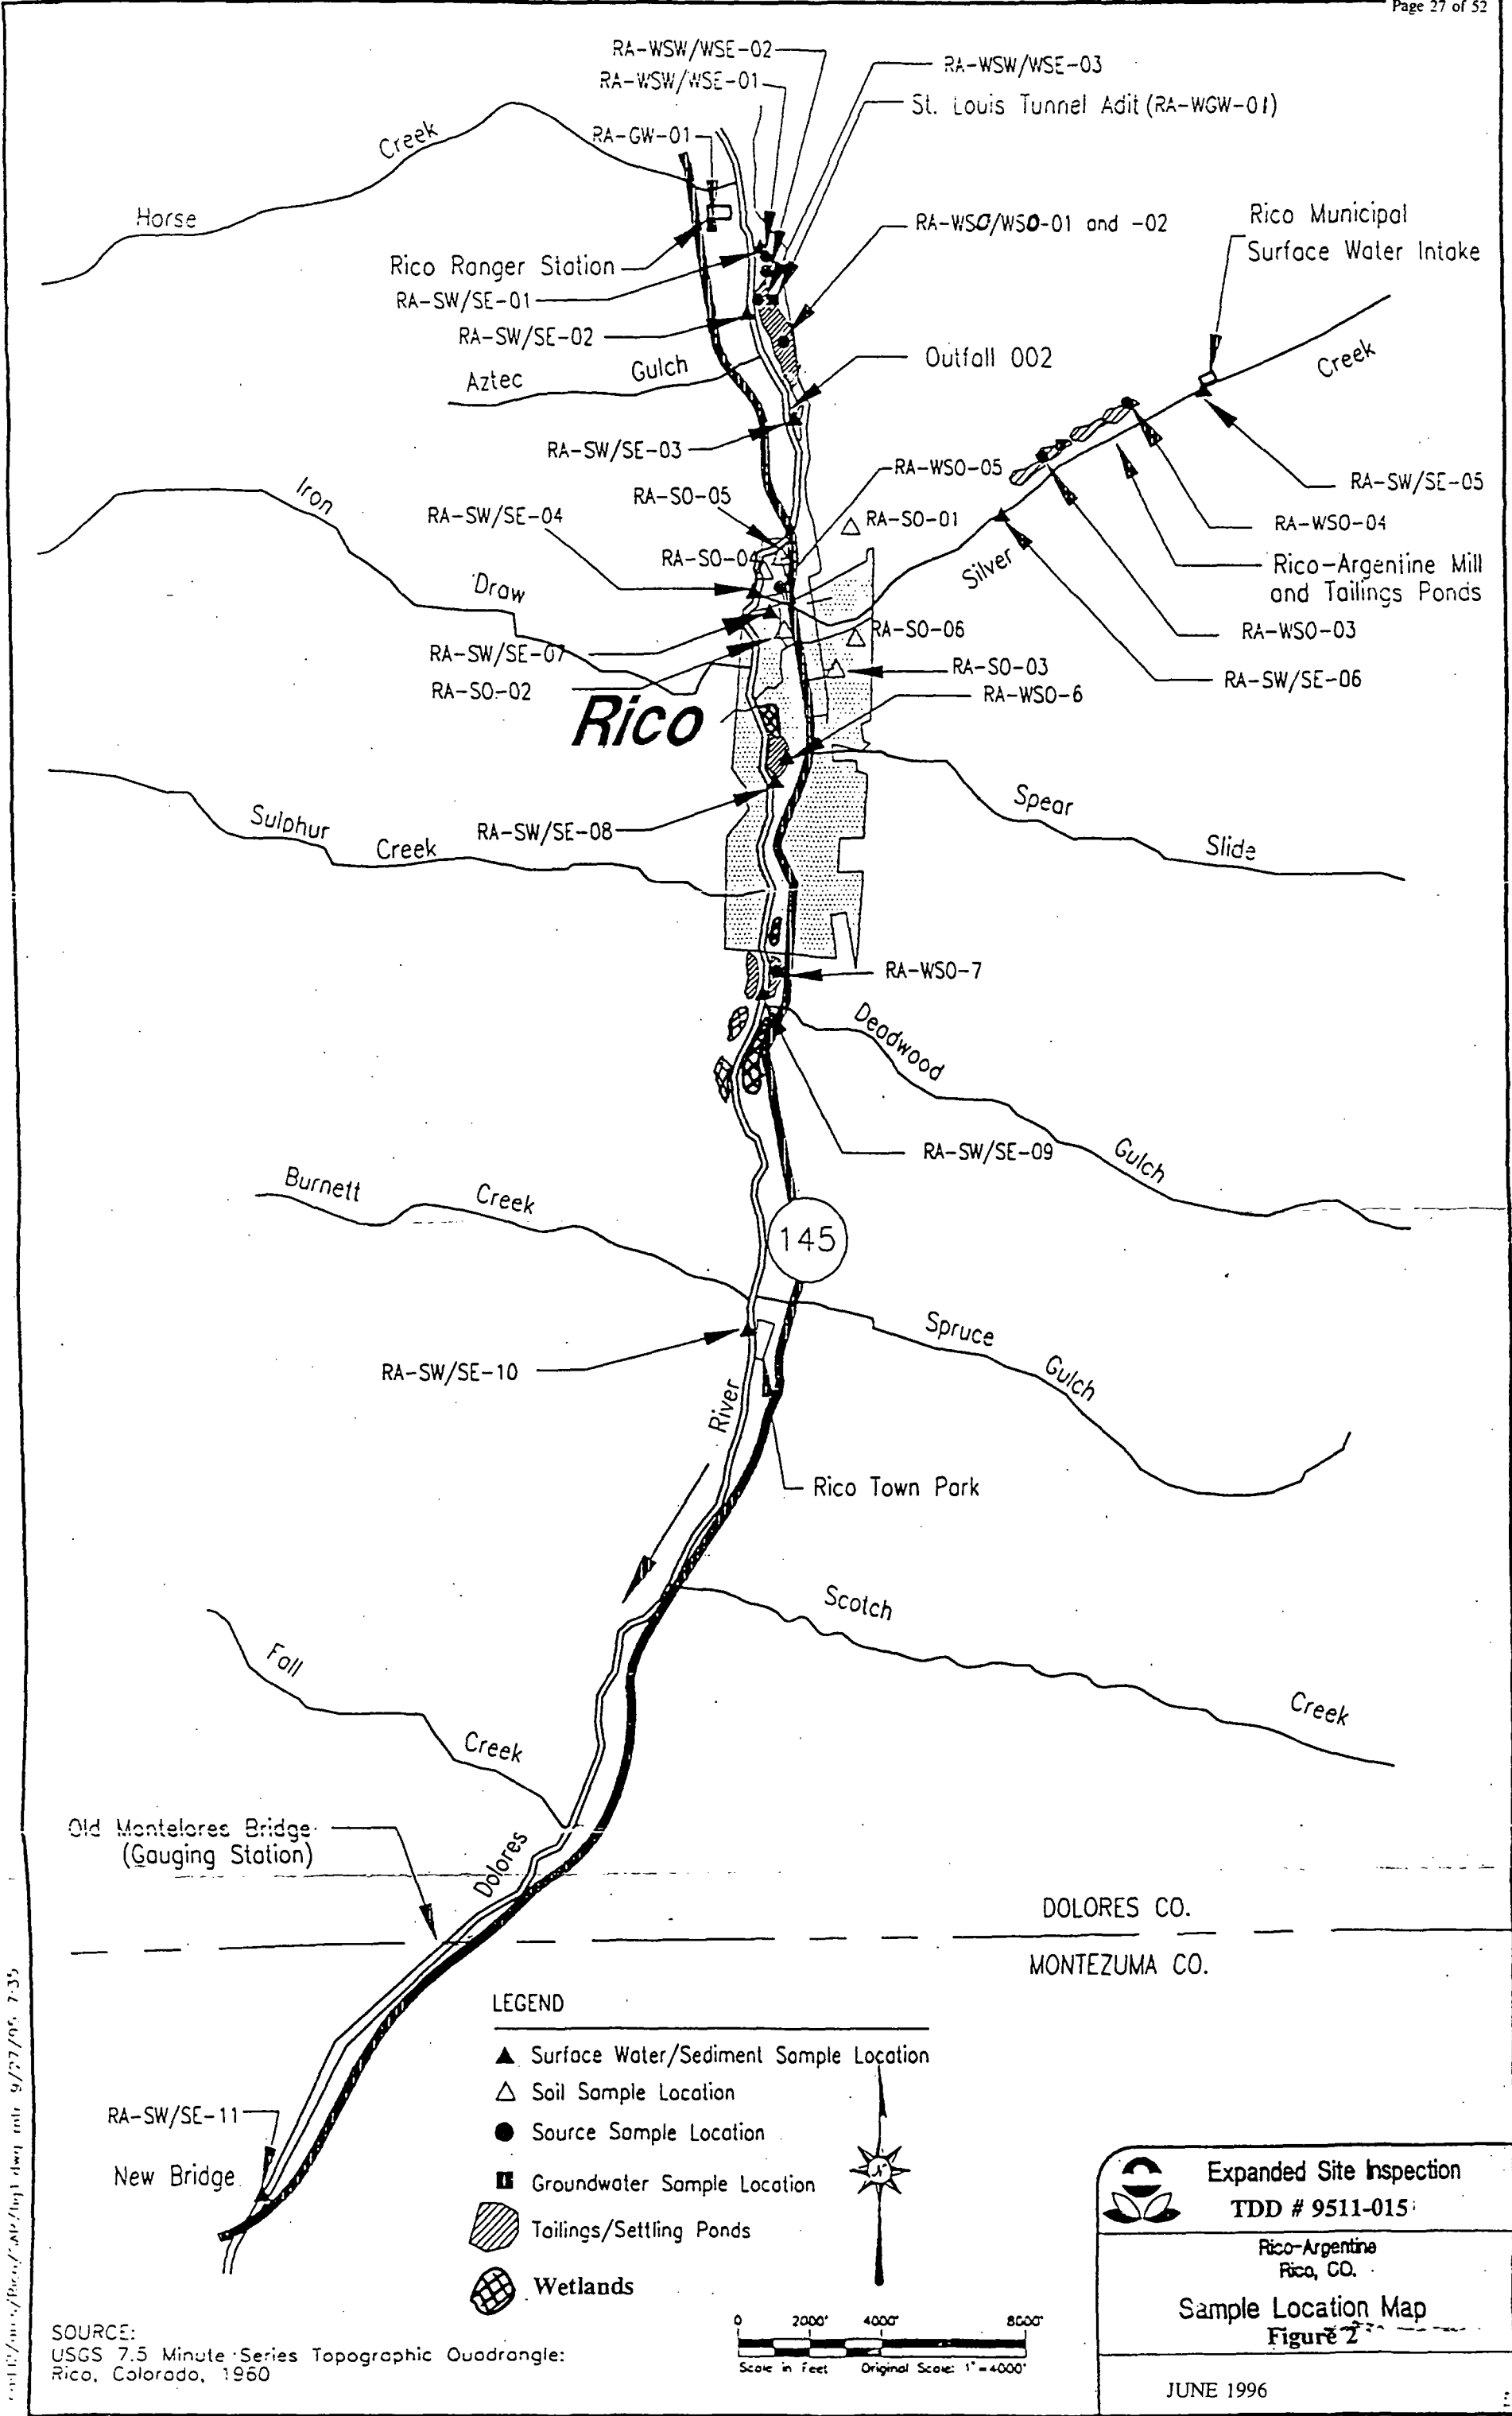 Page 27 of 52
RA-WSW/WSE-02
RA-WSW/WSE-03
RA-WSW/WSE-01
St. Louis Tunnel Adit (RA-WGW-01)
RA-GW-01
Creek
Horse
RA-WSO/WSO-01 and -02
Rico Municipal
Surface Water Intake
Rico Ranger Station
RA-SW/SE-01
RA-SW/SE-02
Outfall 002
Creek
Aztec
Gulch
RA-SW/SE-03
RA-WSO-05
RA-SW/SE-05
Iron
RA-SO-05
RA-SW/SE-04
RA-SO-01
RA-WSO-04
RA-SO-04
Silver
Rico-Argentine Mill
and Tailings Ponds
Draw
RA-SO-06
RA-WSO-03
RA-SW/SE-07
RA-SO-03
RA-SW/SE-06
RA-SO-02
RA-WSO-6
Rico
Spear
Slide
Sulphur
Creek
RA-SW/SE-08
RA-WSO-7
Deadwood
Gulch
RA-SW/SE-09
Burnett
Creek
145
Spruce
Gulch
RA-SW/SE-10
River
Rico Town Park
Scotch
Creek
Fall
Creek
Old Montelores Bridge
(Gauging Station)
Dolores
DOLORES CO.
MONTEZUMA CO.
LEGEND
Surface Water/Sediment Sample Location
Soil Sample Location
Source Sample Location
Groundwater Sample Location
Tailings/Settling Ponds
Wetlands
N
RA-SW/SE-11
New Bridge
0 2000' 4000' 8000'
Scale in Feet Original Scale: 1"=4000'
SOURCE:
USGS 7.5 Minute Series Topographic Quadrangle:
Rico, Colorado, 1960
Expanded Site Inspection
TDD # 9511-015
Rico-Argentine
Rico, CO.
Sample Location Map
Figure 2
JUNE 1996
9/27/95 7:35